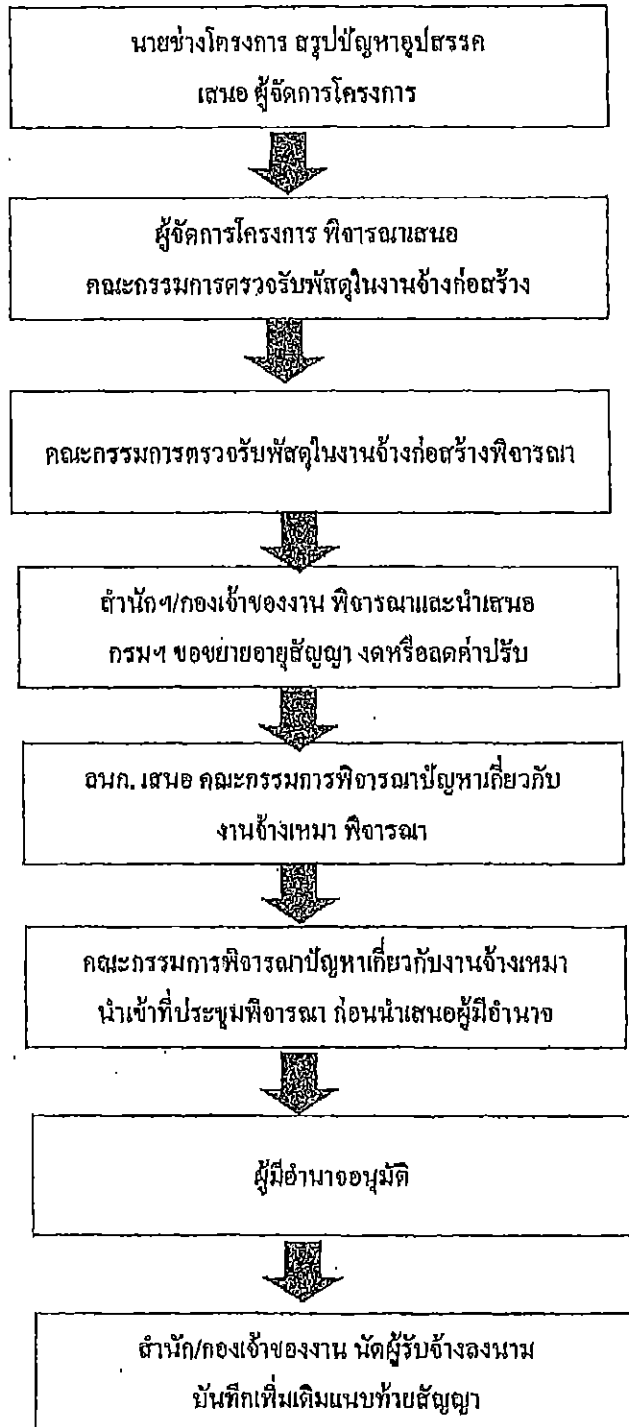 นายช่างโครงการ สรุปปัญหาอุปสรรค
เสนอ ผู้จัดการโครงการ
ผู้จัดการโครงการ พิจารณาเสนอ
คณะกรรมการตรวจรับพัสดุในงานจ้างก่อสร้าง
คณะกรรมการตรวจรับพัสดุในงานจ้างก่อสร้างพิจารณา
สำนักฯ/กองเจ้าของงาน พิจารณาและนำเสนอ
กรมฯ ขอขยายอายุสัญญา งดหรือลดค่าปรับ
ลนก. เสนอ คณะกรรมการพิจารณาปัญหาเกี่ยวกับ
งานจ้างเหมา พิจารณา
คณะกรรมการพิจารณาปัญหาเกี่ยวกับงานจ้างเหมา
นำเข้าที่ประชุมพิจารณา ก่อนนำเสนอผู้มีอำนาจ
ผู้มีอำนาจอนุมัติ
สำนัก/กองเจ้าของงาน นัดผู้รับจ้างลงนาม
บันทึกเพิ่มเติมแนบท้ายสัญญา